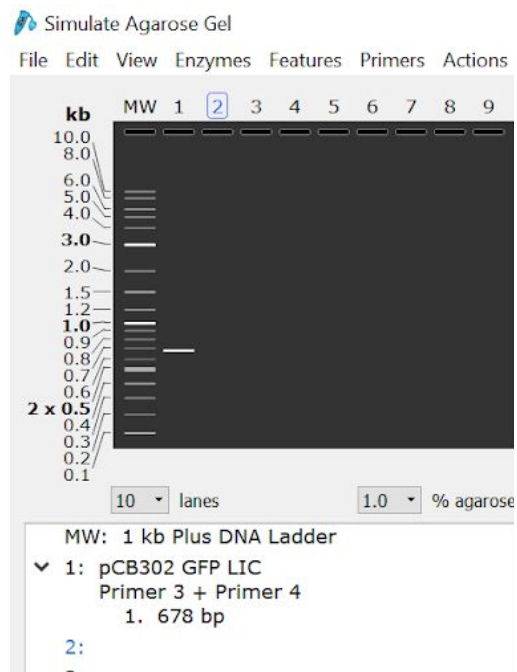 Simulate Agarose Gel
File Edit View Enzymes Features Primers Actions
kb MW 1 2 3 4 5 6 7 8 9
10.0
8.0
6.0
5.0
4.0
3.0
2.0
1.5
1.2
1.0
0.9
0.8
0.7
0.6
2 x 0.5
0.4
0.3
0.2
0.1
10 lanes 1.0 % agarose
MW: 1 kb Plus DNA Ladder
1: pCB302 GFP LIC
Primer 3 + Primer 4
1. 678 bp
2: